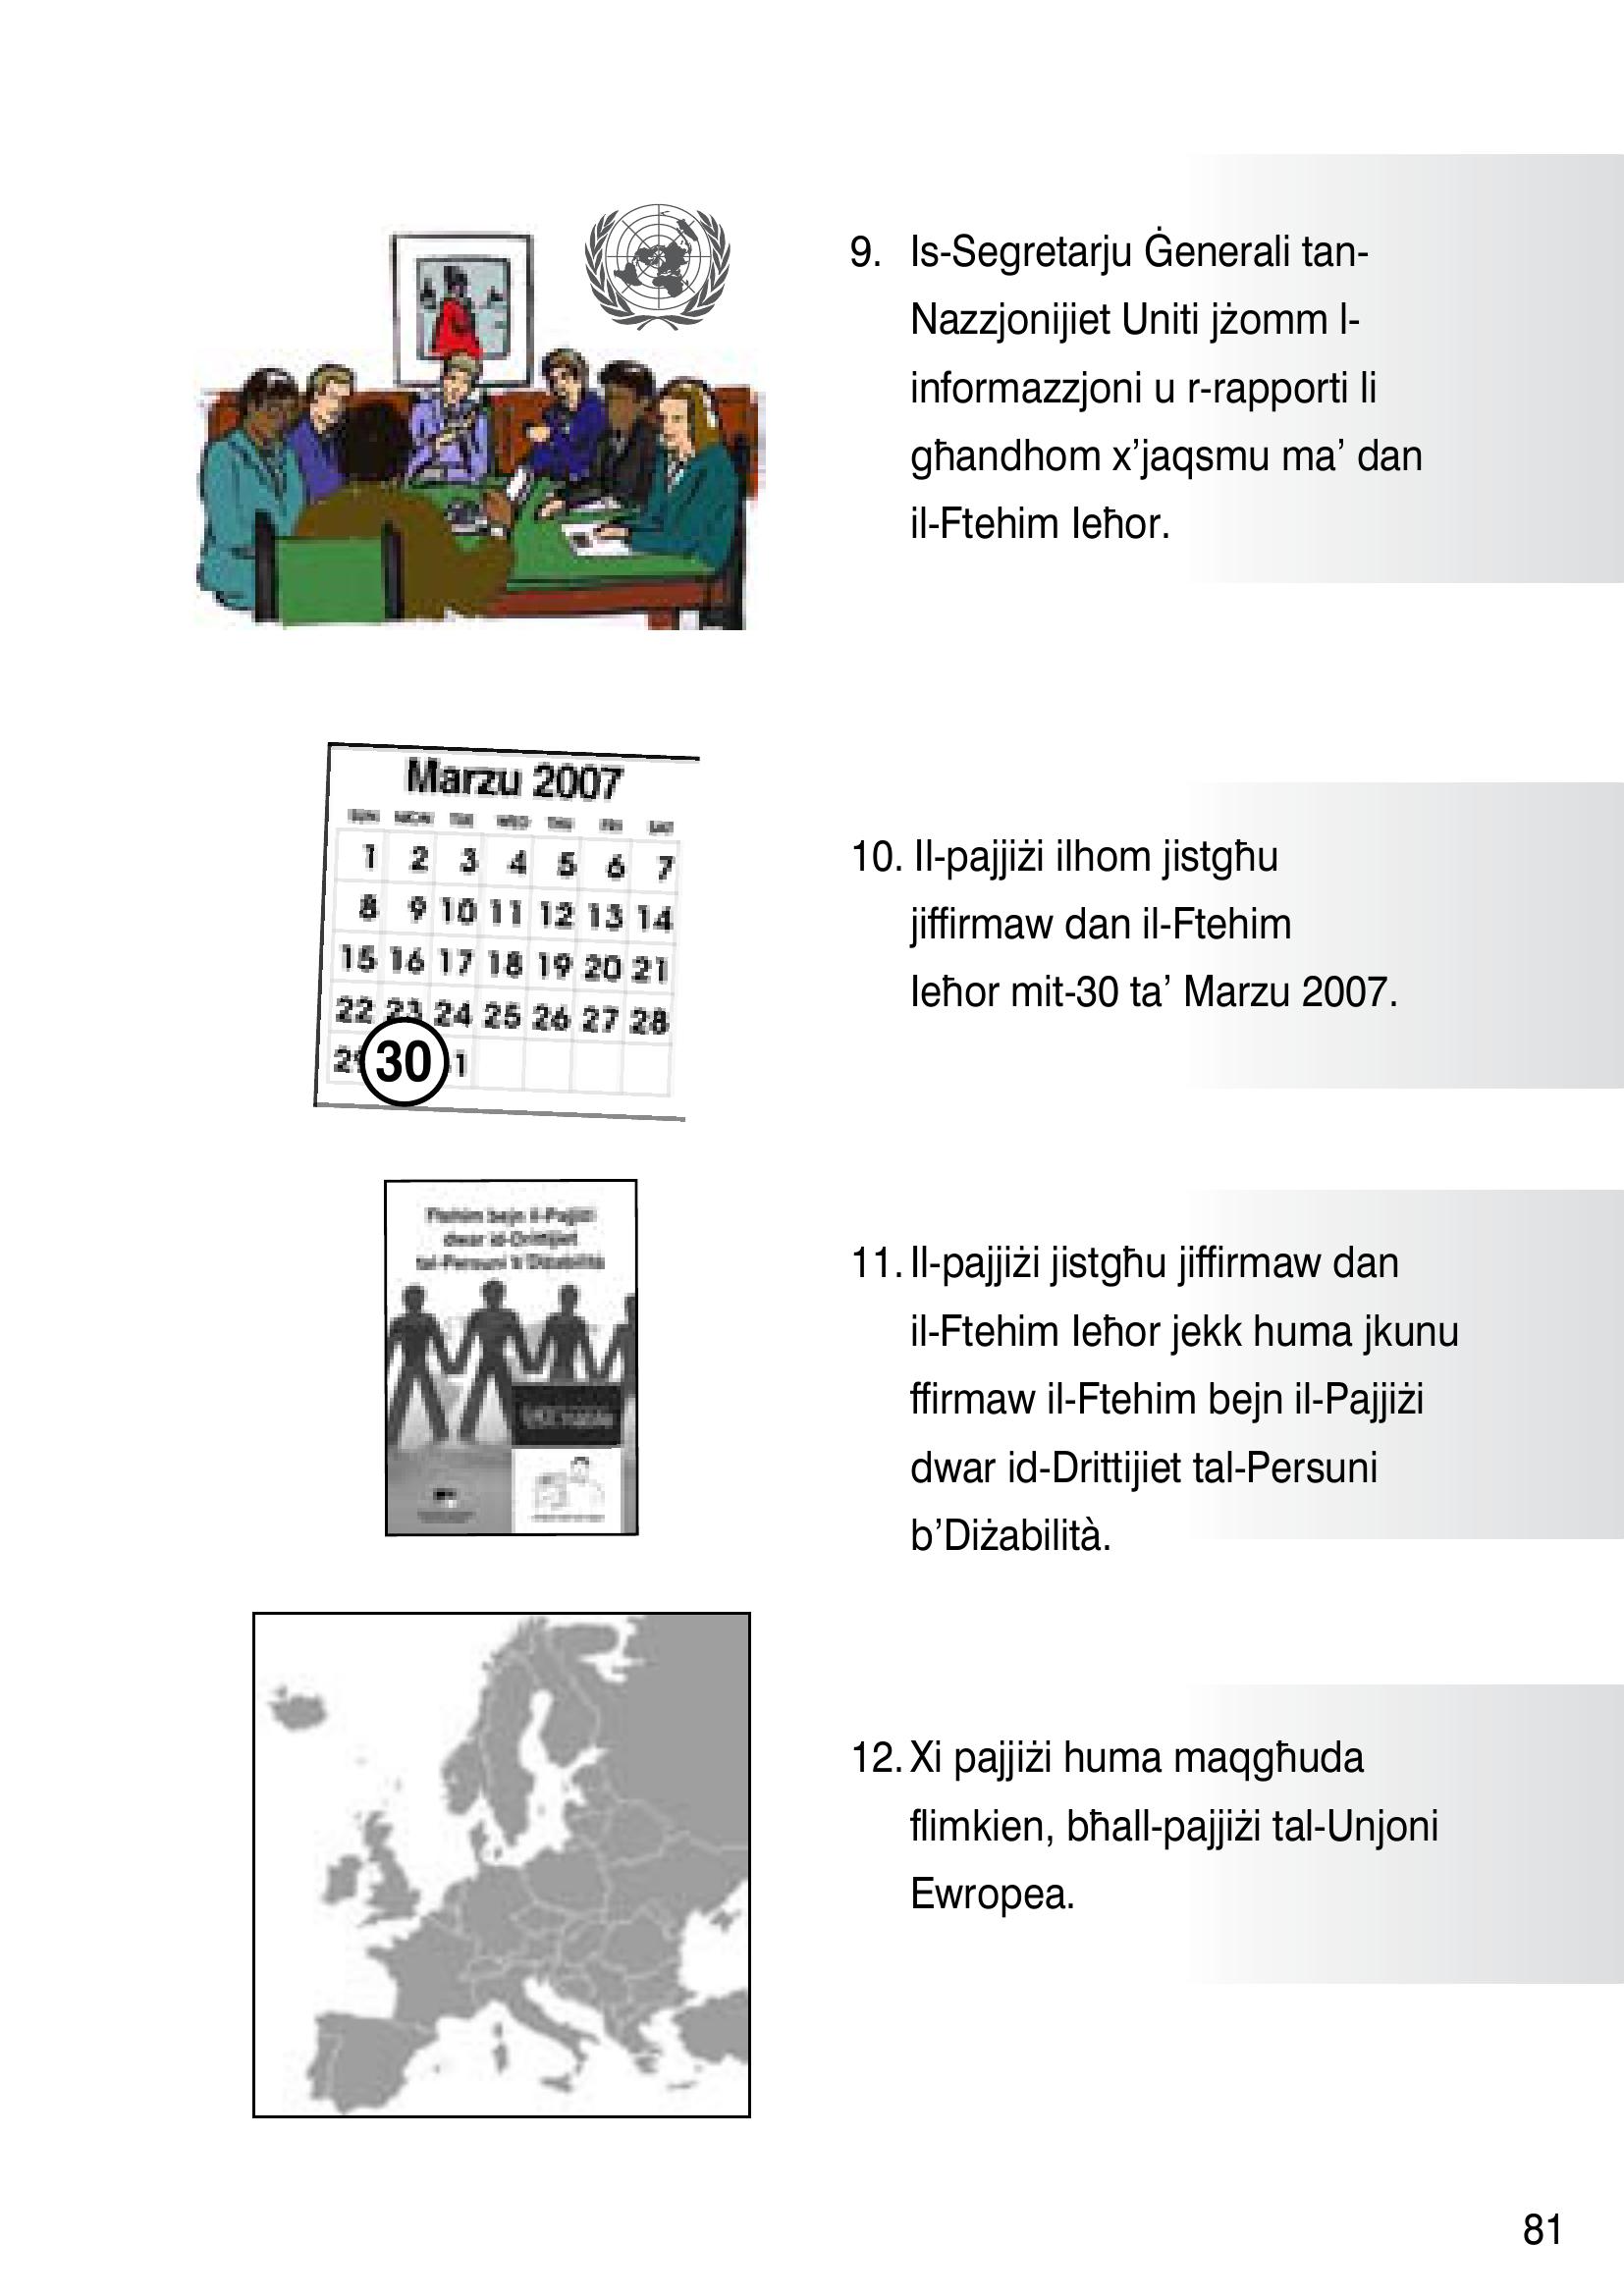 9. Is-Segretarju Ġenerali tan-
Nazzjonijiet Uniti jżomm l-
informazzjoni u r-rapporti li
għandhom x’jaqsmu ma’ dan
il-Ftehim Ieħor.
Marzu 2007
SUN MON TUE WED THU FRI SAT
1 2 3 4 5 6 7
8 9 10 11 12 13 14
15 16 17 18 19 20 21
22 23 24 25 26 27 28
29 30 31
10. Il-pajjiżi ilhom jistgħu
jiffirmaw dan il-Ftehim
Ieħor mit-30 ta’ Marzu 2007.
Ftehim bejn il-Pajjiżi
dwar id-Drittijiet
tal-Persuni b’Diżabilità
11. Il-pajjiżi jistgħu jiffirmaw dan
il-Ftehim Ieħor jekk huma jkunu
ffirmaw il-Ftehim bejn il-Pajjiżi
dwar id-Drittijiet tal-Persuni
b’Diżabilità.
12. Xi pajjiżi huma maqgħuda
flimkien, bħall-pajjiżi tal-Unjoni
Ewropea.
81